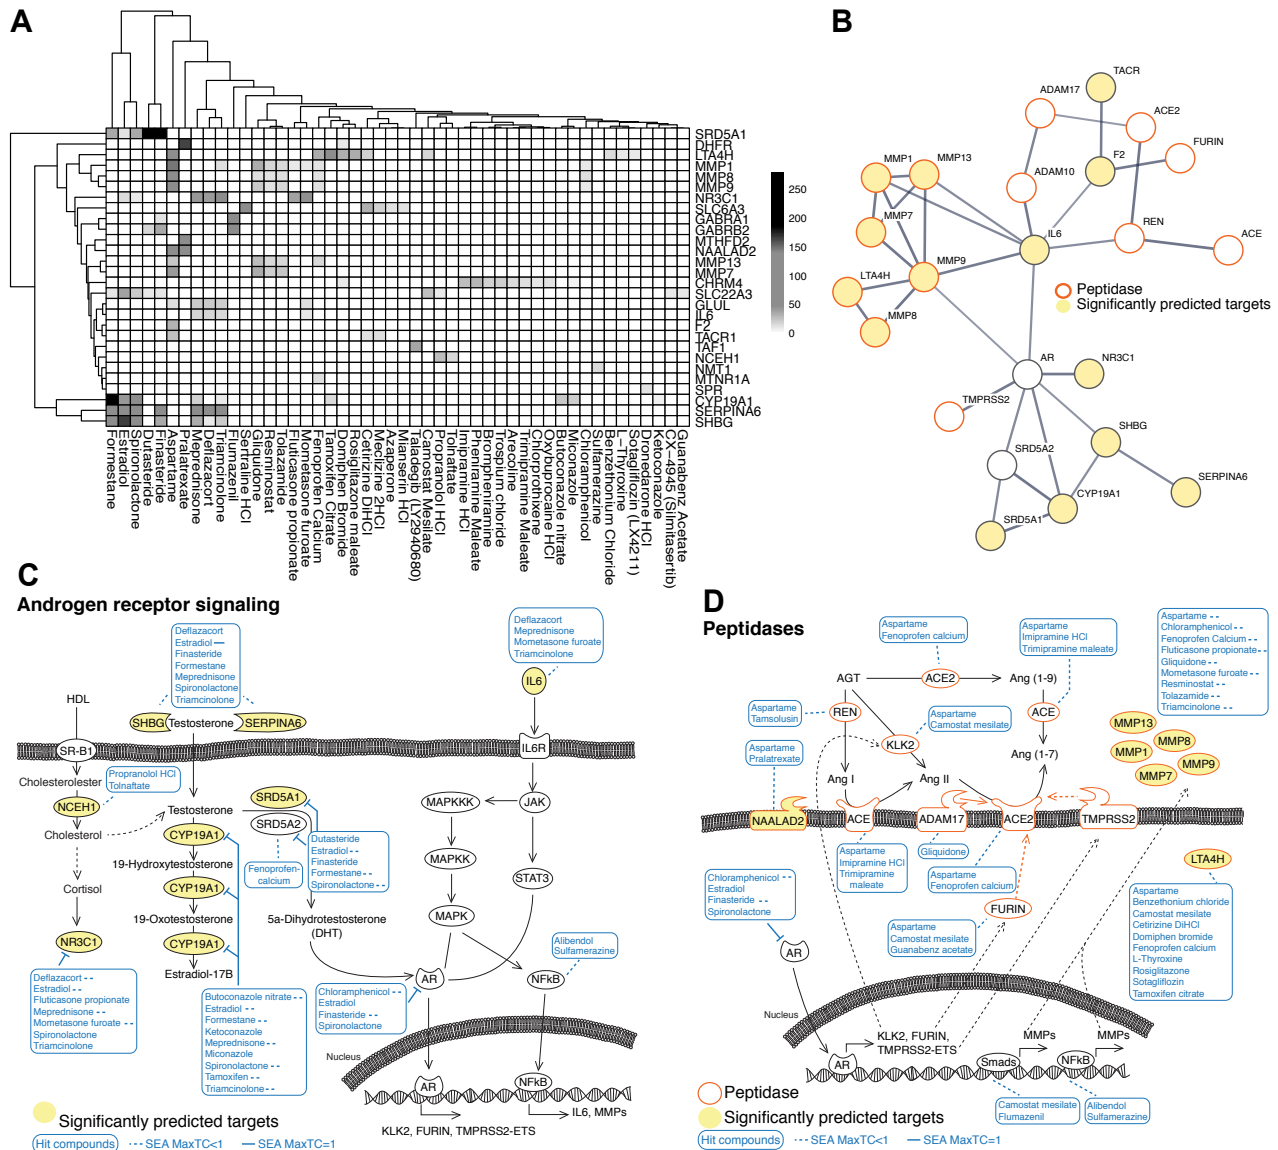 A
SRD5A1
DHFR
LTA4H
MMP1
MMP8
MMP9
NR3C1
SLC6A3
GABRA1
GABRB2
MTHFD2
NAALAD2
MMP13
MMP7
CHRM4
SLC22A3
GLUL
IL6
F2
TACR1
TAF1
NCEH1
NMT1
MTNR1A
SPR
CYP19A1
SERPINA6
SHBG
250
200
150
100
50
0
Formestane
Estradiol
Spironolactone
Dutasteride
Finasteride
Aspartame
Pralatrexate
Meprednisone
Deflazacort
Triamcinolone
Flumazenil
Sertraline HCl
Gliquidone
Resminostat
Tolazamide
Fluticasone propionate
Mometasone furoate
Fenoprofen Calcium
Tamoxifen Citrate
Domiphen Bromide
Rosiglitazone maleate
Cetirizine DiHCl
Meclizine 2HCl
Azaperone
Mianserin HCl
Taladegib (LY2940680)
Camostat Mesilate
Propranolol HCl
Tolnaftate
Imipramine HCl
Pheniramine Maleate
Brompheniramine
Trospium chloride
Arecoline
Trimipramine Maleate
Chlorprothixene
Oxybuprocaine HCl
Butoconazole nitrate
Miconazole
Chloramphenicol
Sulfamerazine
Benzethonium Chloride
L-Thyroxine
Sotagliflozin (LX4211)
Dronedarone HCl
Ketoconazole
CX-4945 (Silmitasertib)
Guanabenz Acetate
B
TACR
ADAM17
ACE2
FURIN
F2
MMP1
MMP13
ADAM10
MMP7
IL6
REN
ACE
MMP9
LTA4H
MMP8
Peptidase
Significantly predicted targets
AR
NR3C1
TMPRSS2
SHBG
SRD5A2
SERPINA6
CYP19A1
SRD5A1
C
Androgen receptor signaling
Deflazacort
Estradiol
Finasteride
Formestane
Meprednisone
Spironolactone
Triamcinolone
Deflazacort
Meprednisone
Mometasone furoate
Triamcinolone
IL6
HDL
SHBG
Testosterone
SERPINA6
SR-B1
IL6R
Cholesterolester
Propranolol HCl
Tolnaftate
NCEH1
Testosterone
SRD5A1
MAPKKK
JAK
Cholesterol
CYP19A1
SRD5A2
Dutasteride
Estradiol
Finasteride
Formestane
Spironolactone
19-Hydroxytestosterone
Fenoprofen-
calcium
MAPKK
STAT3
Cortisol
CYP19A1
19-Oxotestosterone
5a-Dihydrotestosterone
(DHT)
MAPK
NR3C1
CYP19A1
Alibendol
Sulfamerazine
Estradiol-17B
AR
NFkB
Deflazacort
Estradiol
Fluticasone propionate
Meprednisone
Mometasone furoate
Spironolactone
Triamcinolone
Butoconazole nitrate
Estradiol
Formestane
Ketoconazole
Meprednisone
Miconazole
Spironolactone
Tamoxifen
Triamcinolone
Chloramphenicol
Estradiol
Finasteride
Spironolactone
Nucleus
AR
NFkB
KLK2, FURIN, TMPRSS2-ETS
IL6, MMPs
Significantly predicted targets
Hit compounds
SEA MaxTC<1
SEA MaxTC=1
D
Peptidases
Aspartame
Fenoprofen calcium
Aspartame
Imipramine HCl
Trimipramine maleate
Aspartame
Chloramphenicol
Fenoprofen Calcium
Fluticasone propionate
Gliquidone
Mometasone furoate
Resminostat
Tolazamide
Triamcinolone
AGT
ACE2
Ang (1-9)
Aspartame
Tamsolusin
REN
Aspartame
Camostat mesilate
ACE
KLK2
Aspartame
Pralatrexate
Ang (1-7)
MMP13
MMP8
MMP1
MMP9
MMP7
Ang I
Ang II
NAALAD2
ACE
ADAM17
ACE2
TMPRSS2
Aspartame
Imipramine HCl
Trimipramine
maleate
Gliquidone
Aspartame
Fenoprofen calcium
LTA4H
Chloramphenicol
Estradiol
Finasteride
Spironolactone
FURIN
Aspartame
Camostat mesilate
Guanabenz acetate
Aspartame
Benzethonium chloride
Camostat mesilate
Cetirizine DiHCl
Domiphen bromide
Fenoprofen calcium
L-Thyroxine
Rosiglitazone
Sotagliflozin
Tamoxifen citrate
AR
Nucleus
KLK2, FURIN,
TMPRSS2-ETS
MMPs
MMPs
AR
Smads
NFkB
Camostat mesilate
Flumazenil
Alibendol
Sulfamerazine
Peptidase
Significantly predicted targets
Hit compounds
SEA MaxTC<1
SEA MaxTC=1